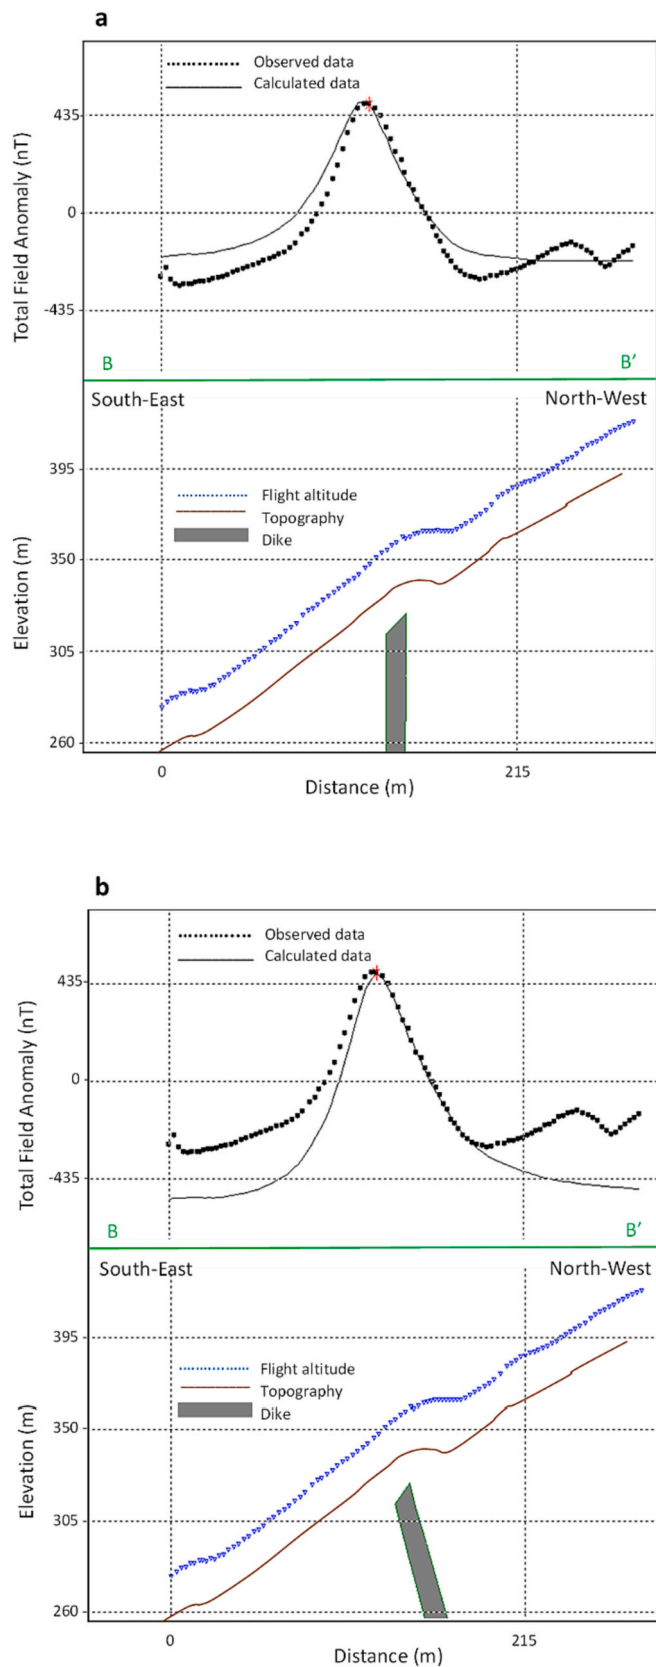 a
Observed data
Calculated data
435
0
-435
Total Field Anomaly (nT)
B
B′
South-East
North-West
395
Flight altitude
Topography
Dike
350
305
260
Elevation (m)
0
215
Distance (m)
b
Observed data
Calculated data
435
0
-435
Total Field Anomaly (nT)
B
B′
South-East
North-West
395
Flight altitude
Topography
Dike
350
305
260
Elevation (m)
0
215
Distance (m)